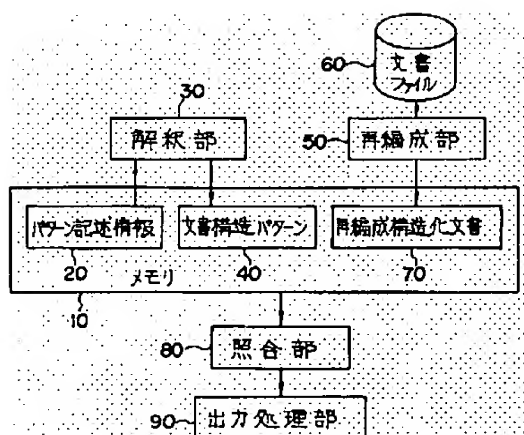 60
文書
ファイル
30
解釈部
50
再編成部
パターン記述情報
文書構造パターン
再編成構造化文書
20
メモリ
40
70
10
80
照合部
90
出力処理部